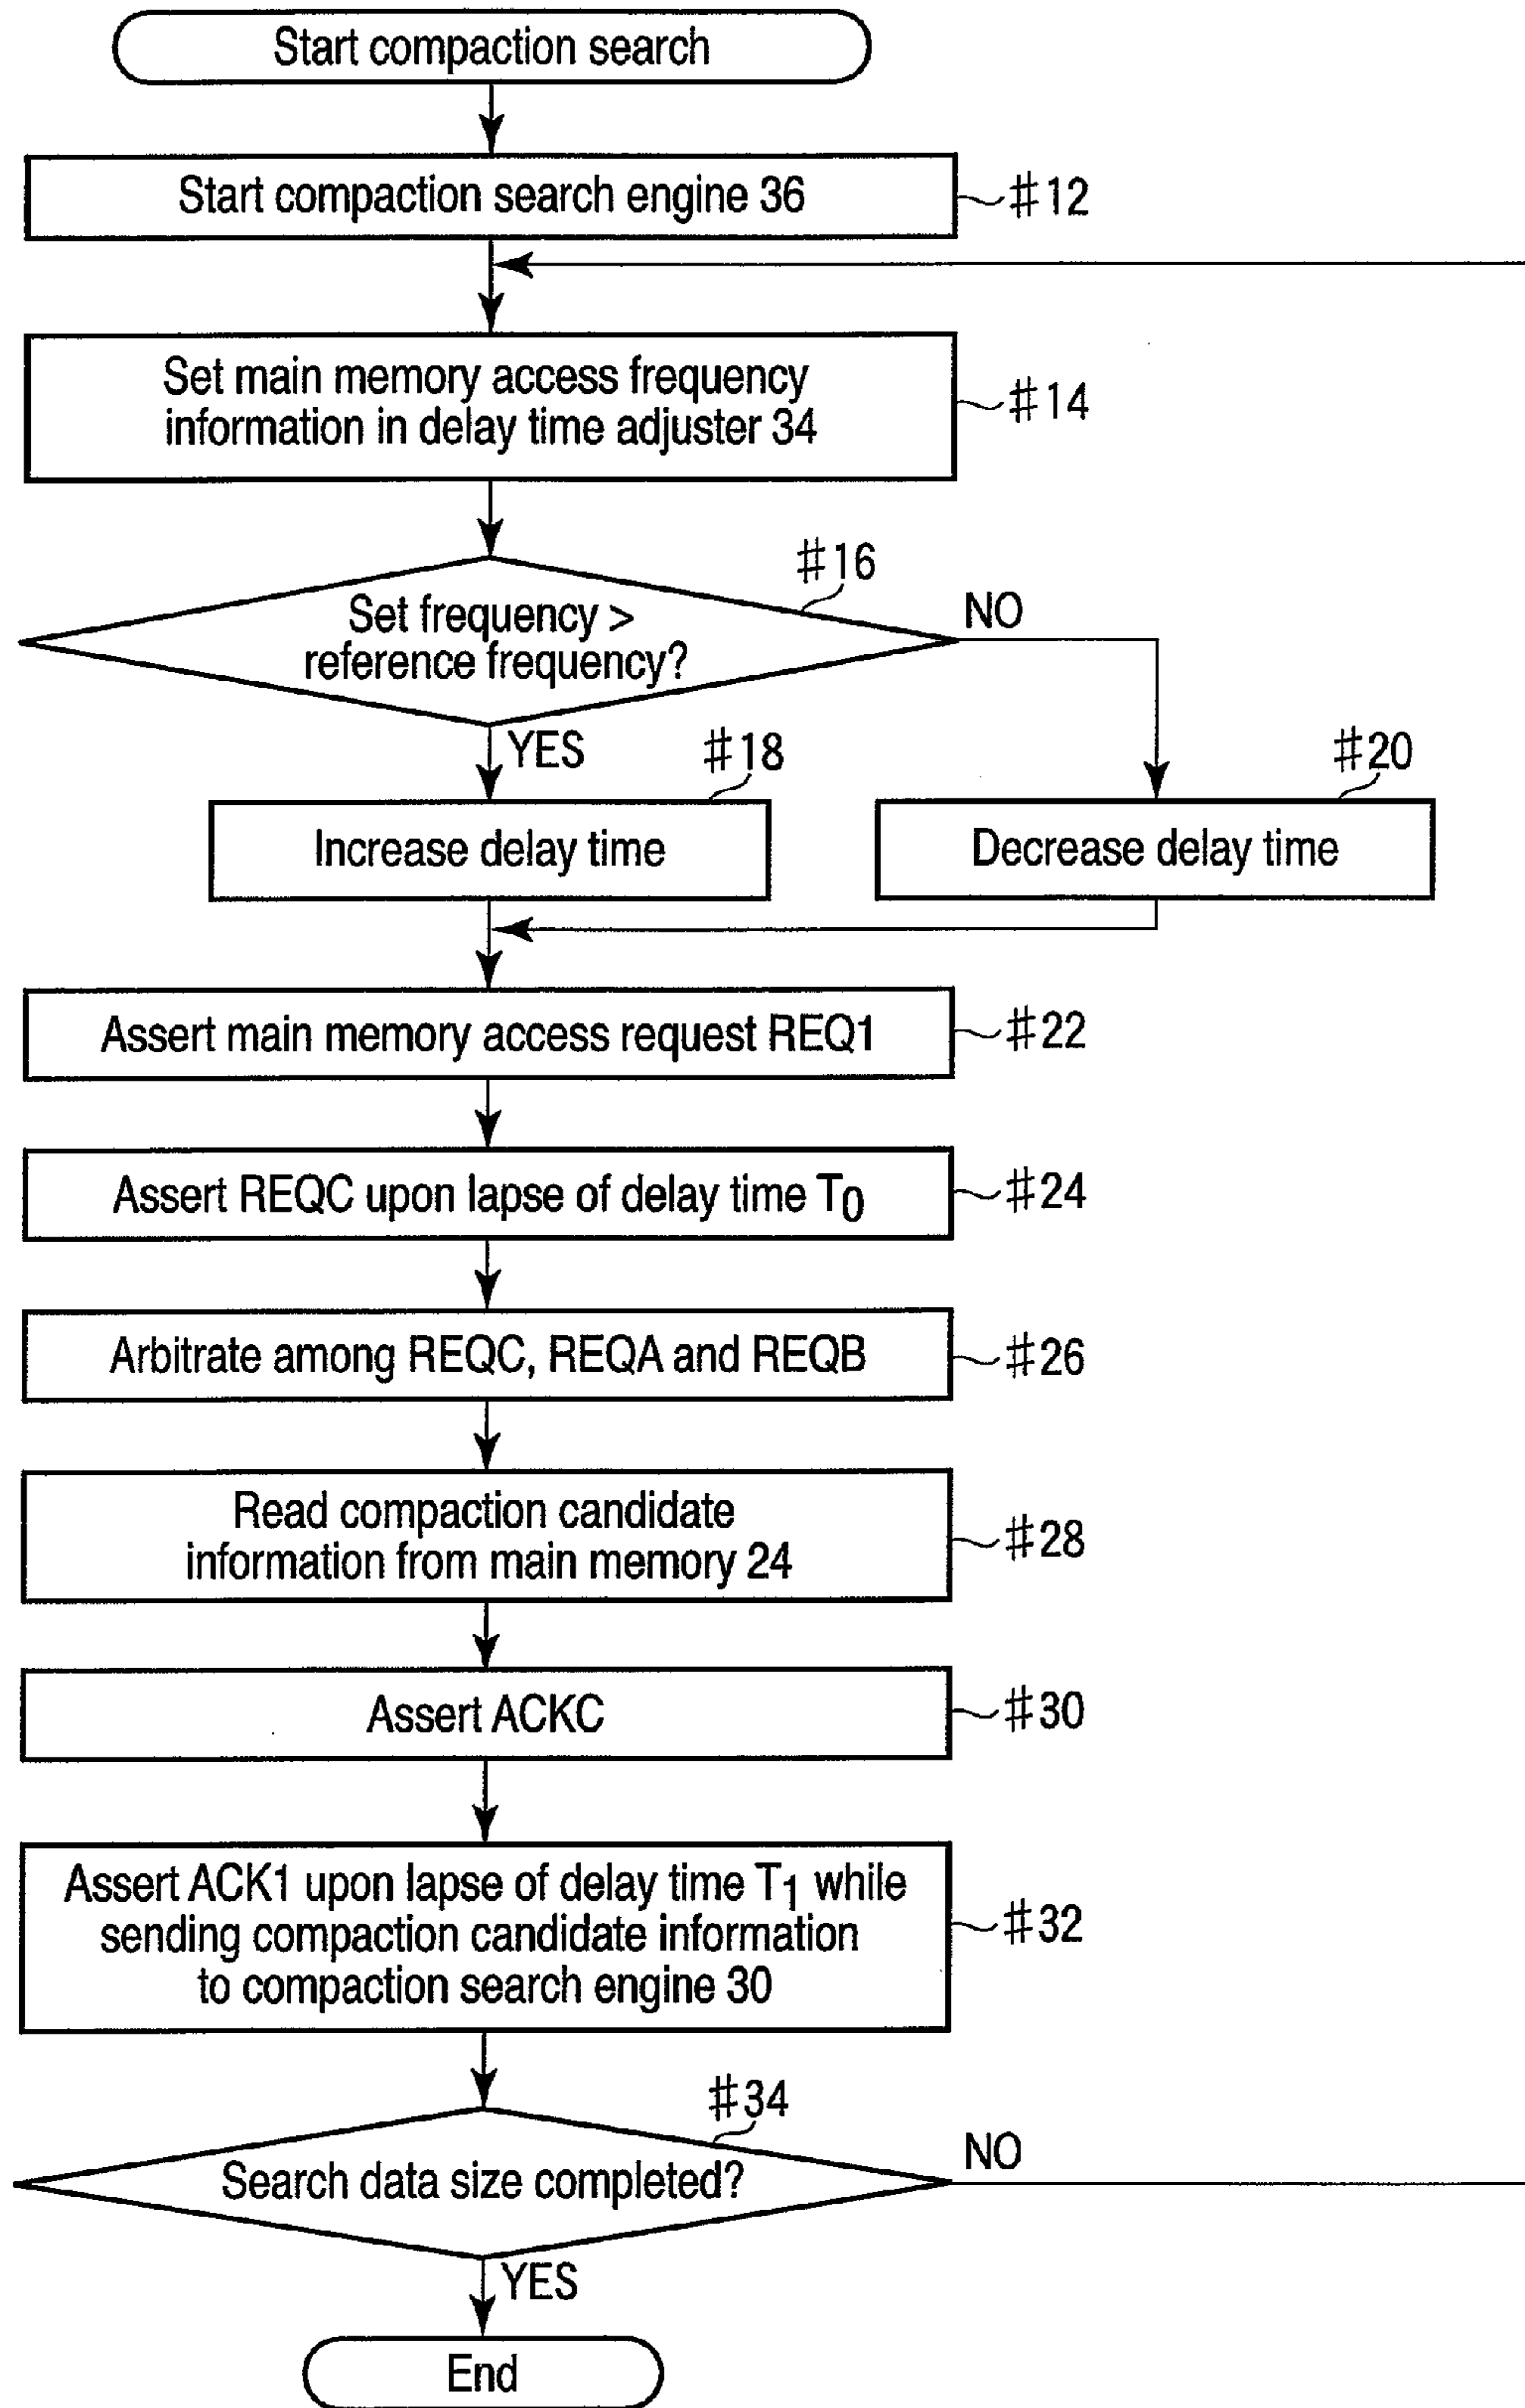 Start compaction search
Start compaction search engine 36
#12
Set main memory access frequency
information in delay time adjuster 34
#14
#16
Set frequency >
reference frequency?
NO
YES
#18
#20
Increase delay time
Decrease delay time
Assert main memory access request REQ1
#22
Assert REQC upon lapse of delay time T0
#24
Arbitrate among REQC, REQA and REQB
#26
Read compaction candidate
information from main memory 24
#28
Assert ACKC
#30
Assert ACK1 upon lapse of delay time T1 while
sending compaction candidate information
to compaction search engine 30
#32
#34
Search data size completed?
NO
YES
End